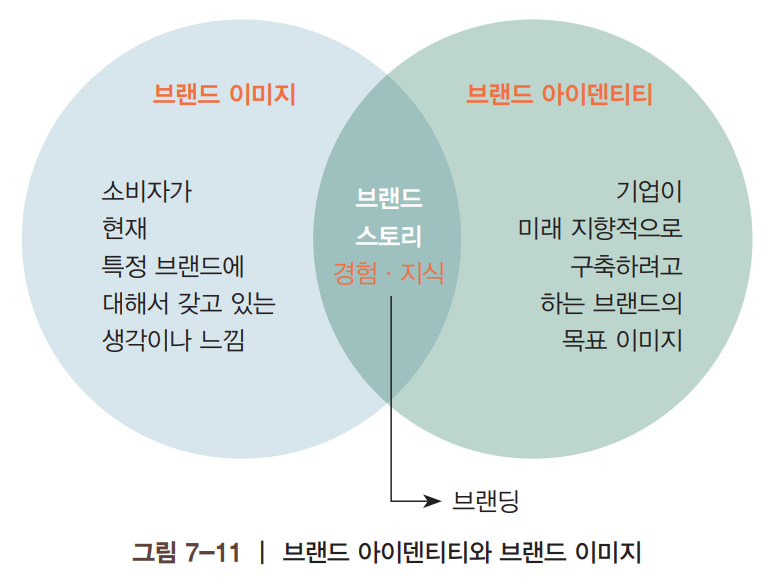 브랜드 이미지
소비자가
현재
특정 브랜드에
대해서 갖고 있는
생각이나 느낌
브랜드
스토리
경험 · 지식
브랜드 아이덴티티
기업이
미래 지향적으로
구축하려고
하는 브랜드의
목표 이미지
브랜딩
그림 7-11 | 브랜드 아이덴티티와 브랜드 이미지